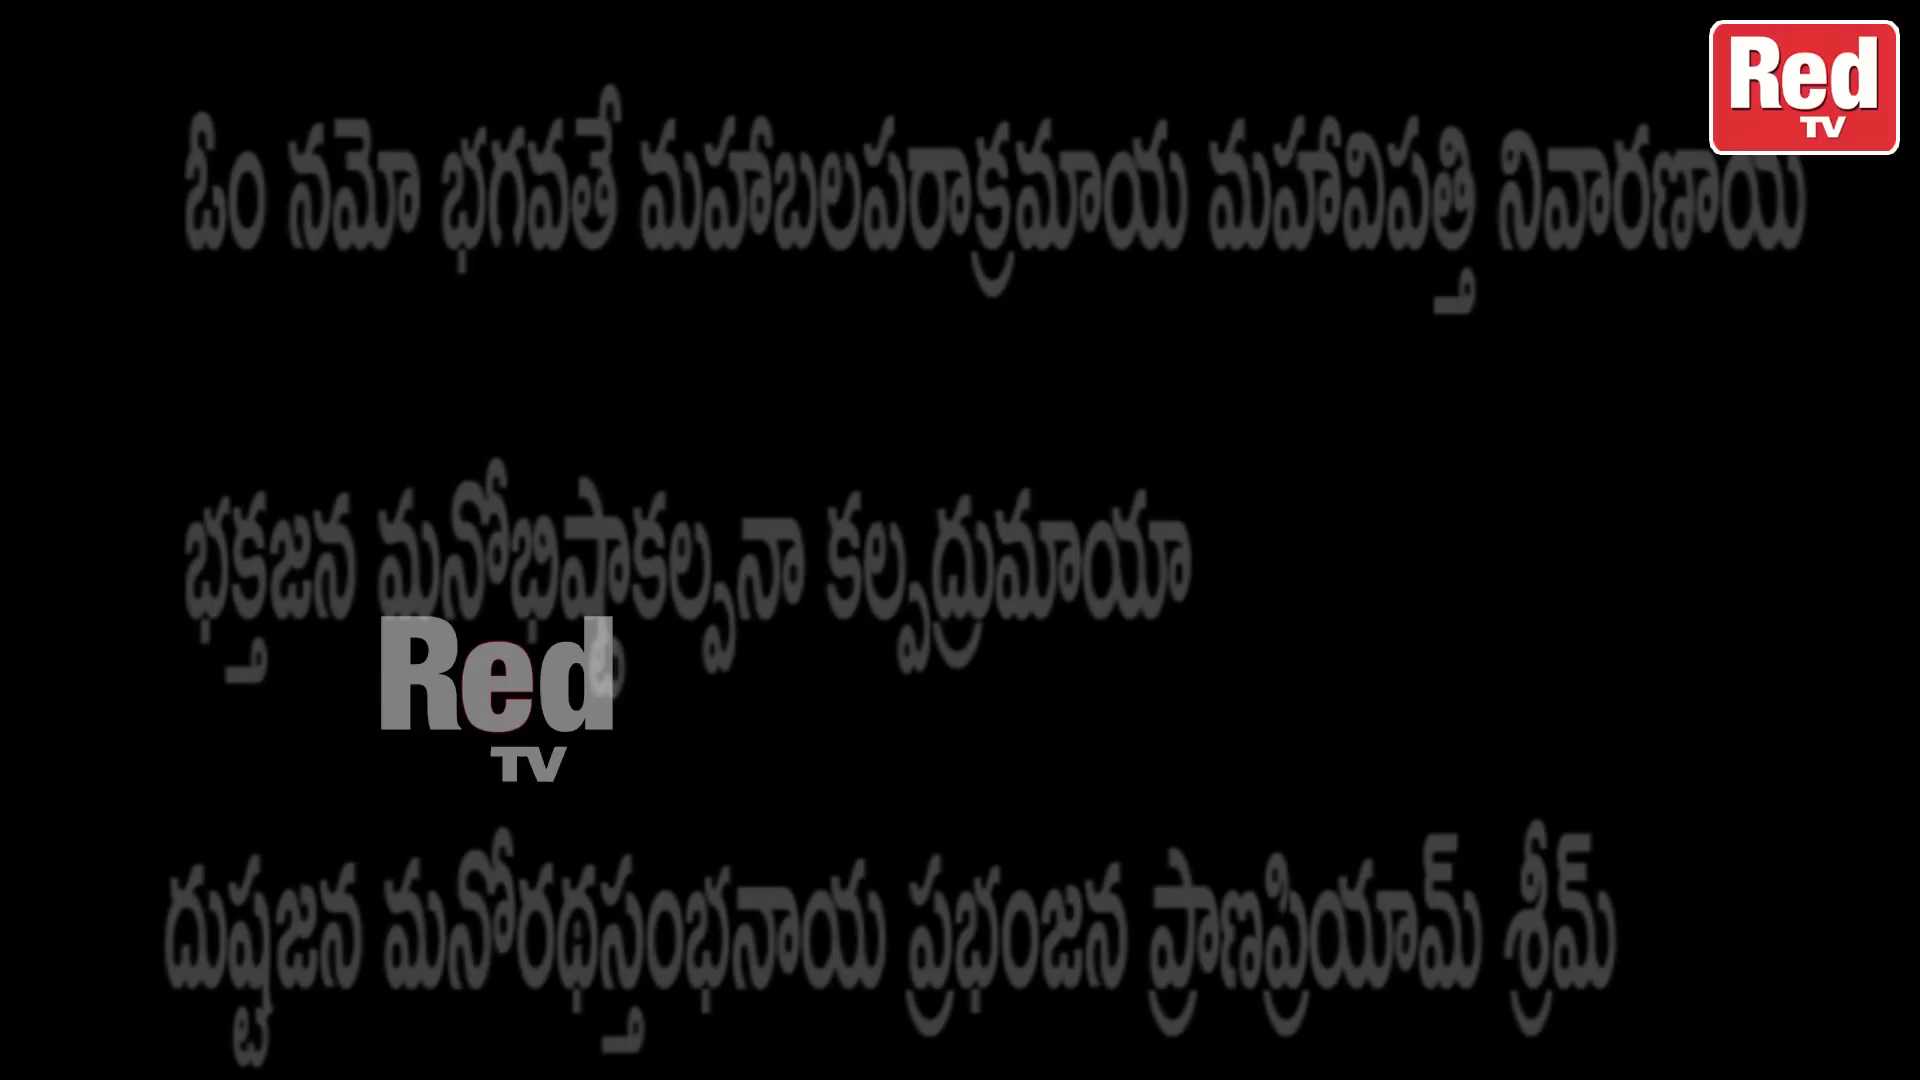 Red
TV
ఓం నమో భగవతే మహాబలపరాక్రమాయ మహావిపత్తి నివారణాయ
భక్తజన మనోభిష్టాకల్పనా కల్పద్రుమాయా
Red
TV
దుష్టజన మనోరథస్తంభనాయ ప్రభంజన ప్రాణప్రియామ్ శ్రీమ్